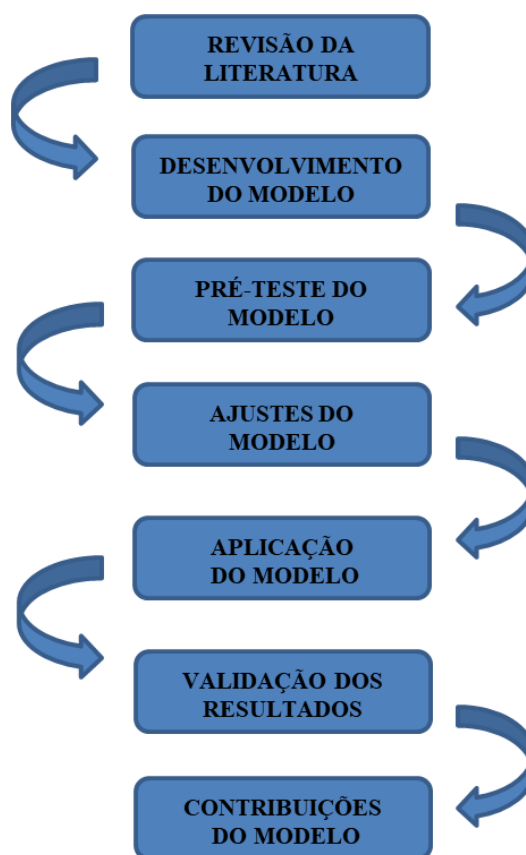 REVISÃO DA
LITERATURA
DESENVOLVIMENTO
DO MODELO
PRÉ-TESTE DO
MODELO
AJUSTES DO
MODELO
APLICAÇÃO
DO MODELO
VALIDAÇÃO DOS
RESULTADOS
CONTRIBUIÇÕES
DO MODELO